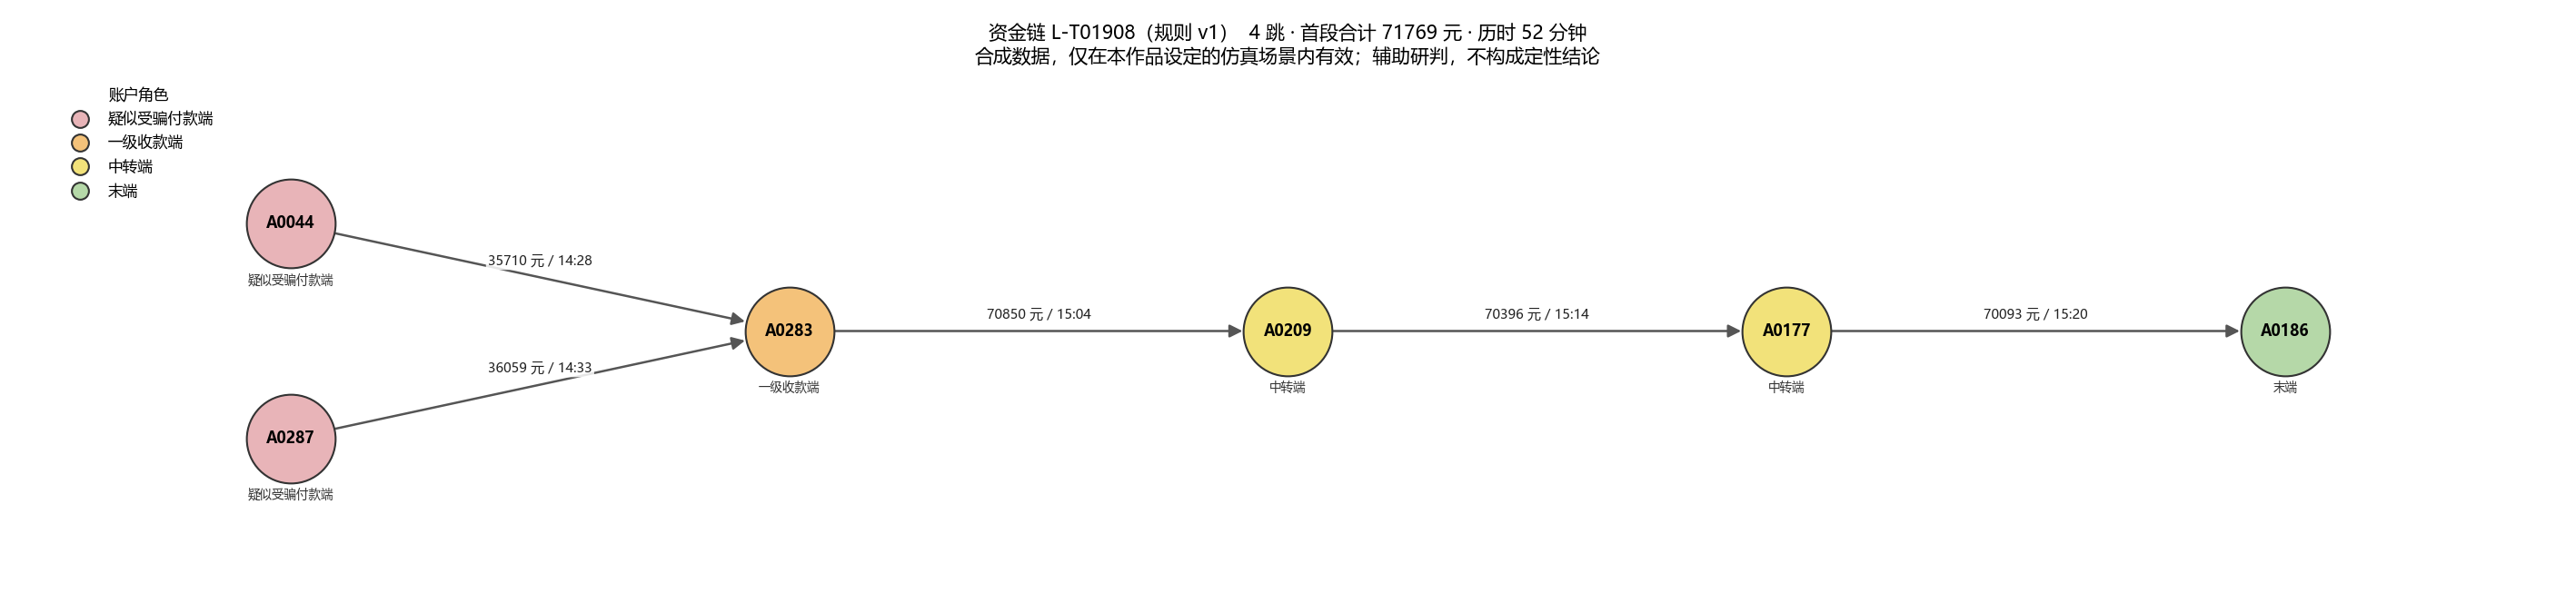 资金链 L-T01908（规则 v1） 4 跳 · 首段合计 71769 元 · 历时 52 分钟
合成数据，仅在本作品设定的仿真场景内有效；辅助研判，不构成定性结论
账户角色
疑似受骗付款端
一级收款端
中转端
末端
A0044
疑似受骗付款端
35710 元 / 14:28
A0287
疑似受骗付款端
36059 元 / 14:33
A0283
一级收款端
70850 元 / 15:04
A0209
中转端
70396 元 / 15:14
A0177
中转端
70093 元 / 15:20
A0186
末端